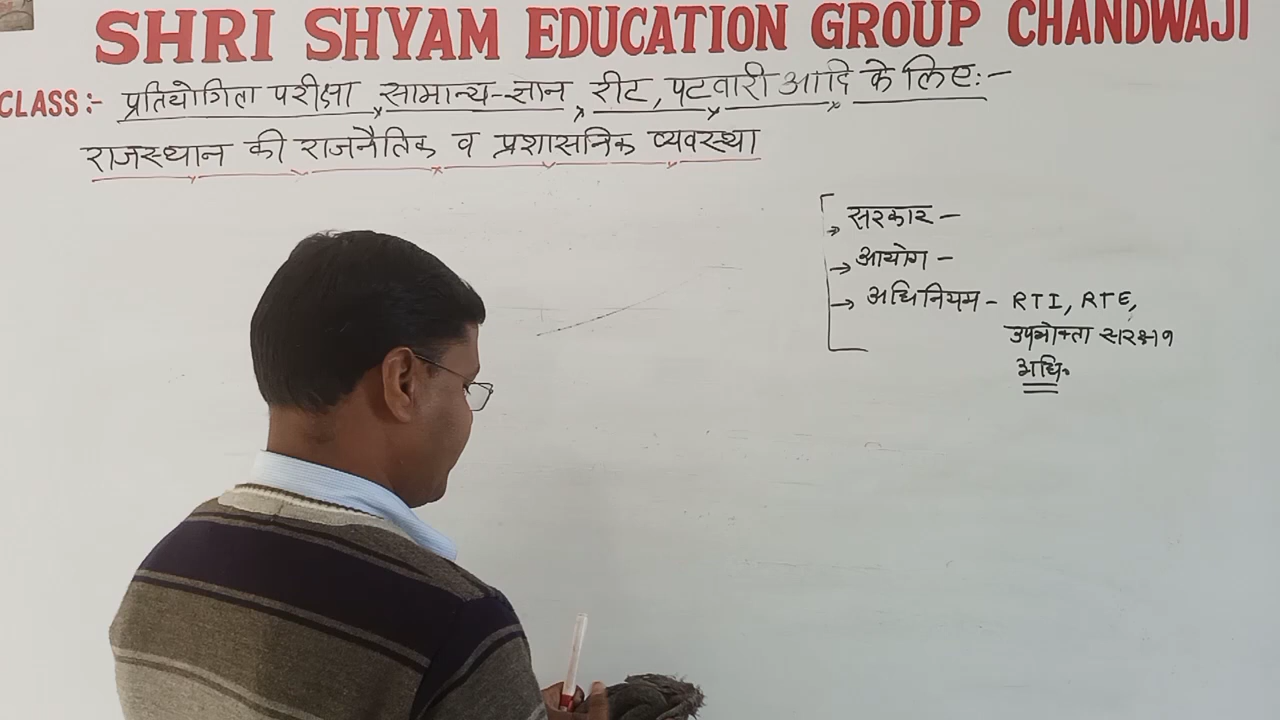 SHRI SHYAM EDUCATION GROUP CHANDWAJI
CLASS:- प्रतियोगिता परीक्षा, सामान्य-ज्ञान, रीट, पटवारी आदि के लिए:-
राजस्थान की राजनैतिक व प्रशासनिक व्यवस्था
→ सरकार -
→ आयोग -
→ अधिनियम - RTI, RTE,
उपभोक्ता संरक्षण
अधि॰